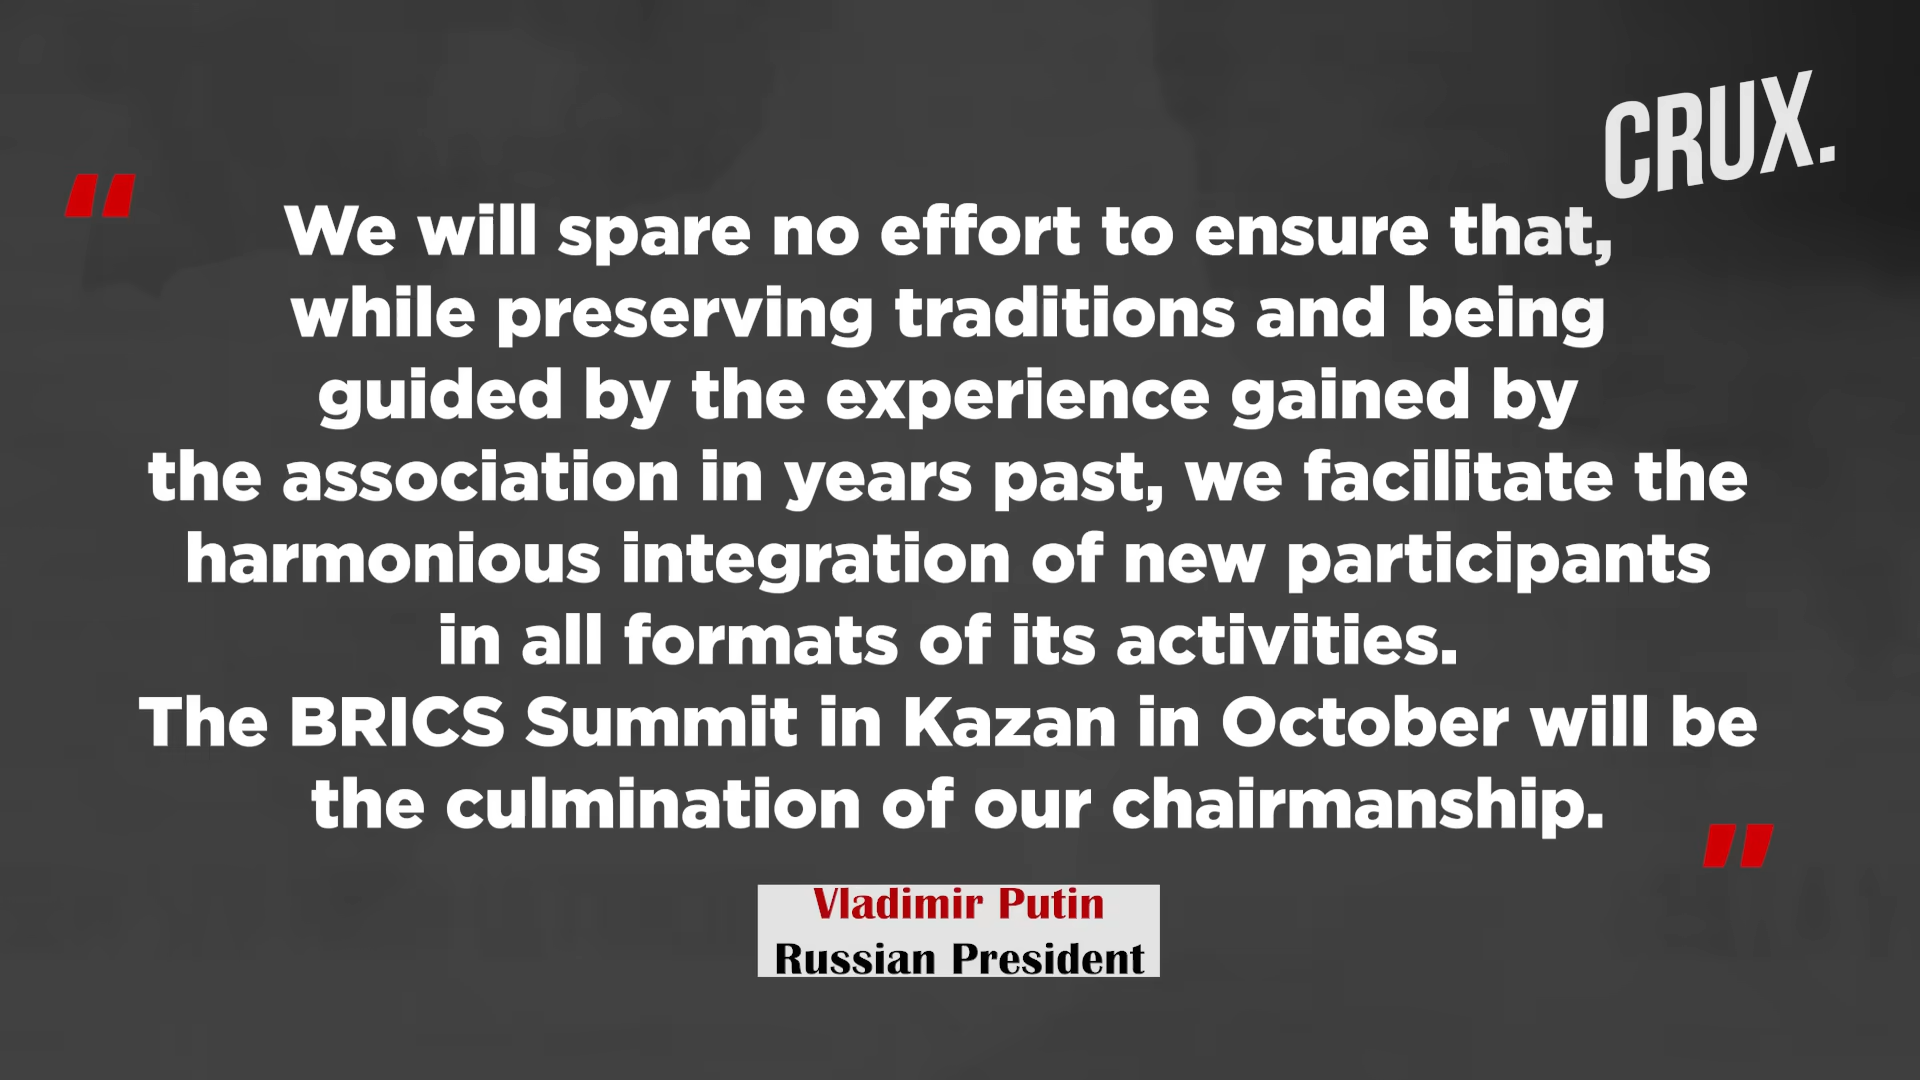 CRUX.
“
We will spare no effort to ensure that,
while preserving traditions and being
guided by the experience gained by
the association in years past, we facilitate the
harmonious integration of new participants
in all formats of its activities.
The BRICS Summit in Kazan in October will be
the culmination of our chairmanship.
”
Vladimir Putin
Russian President